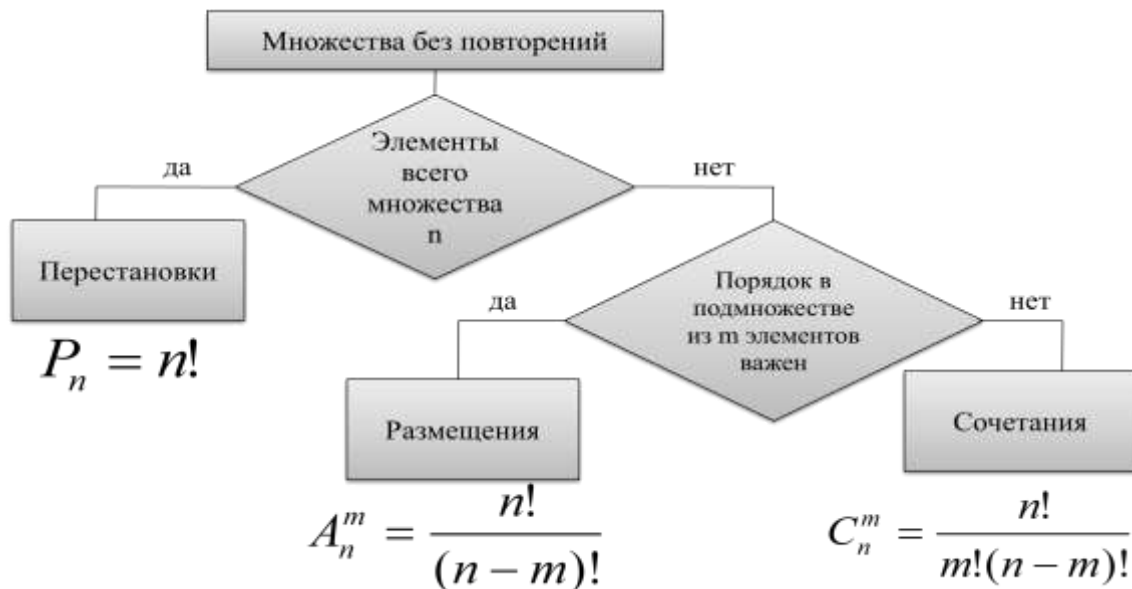 Множества без повторений
Элементы
всего
множества
n
да
нет
Перестановки
P_n = n!
Порядок в
подмножестве
из m элементов
важен
да
нет
Размещения
Сочетания
A_n^m = n! / (n − m)!
C_n^m = n! / m!(n − m)!